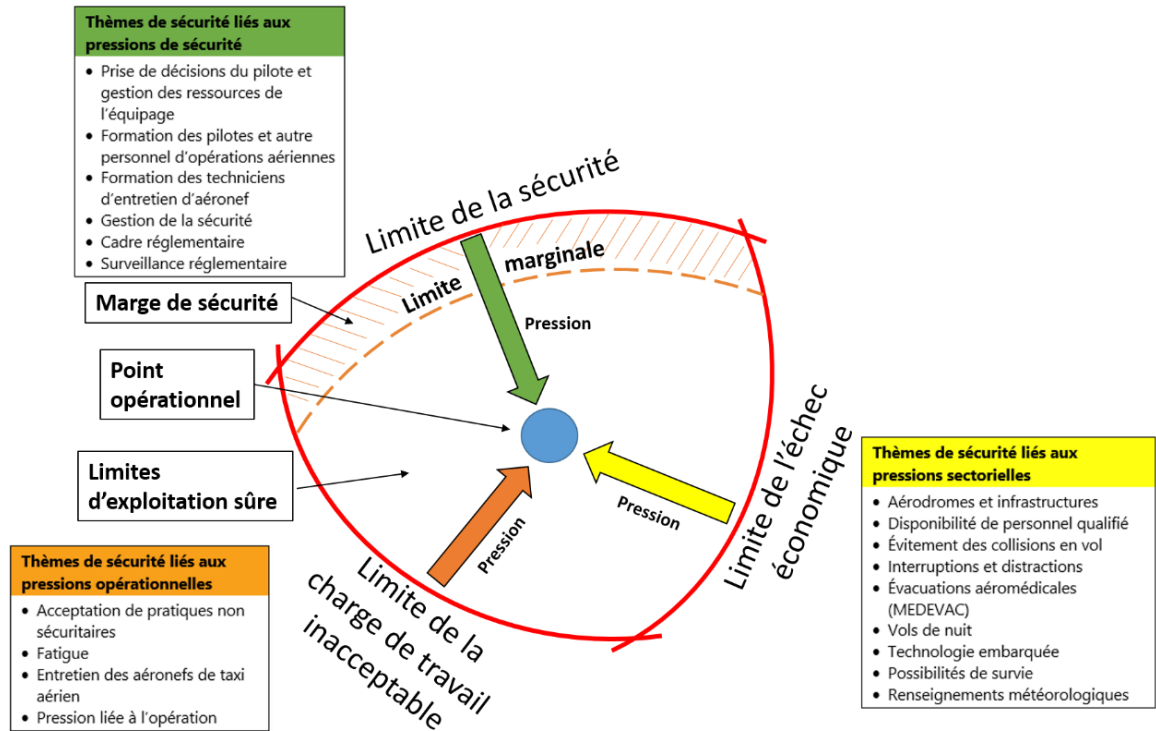 Thèmes de sécurité liés aux
pressions de sécurité
• Prise de décisions du pilote et
gestion des ressources de
l'équipage
• Formation des pilotes et autre
personnel d'opérations aériennes
• Formation des techniciens
d'entretien d'aéronef
• Gestion de la sécurité
• Cadre réglementaire
• Surveillance réglementaire
Limite de la sécurité
Limite marginale
Marge de sécurité
Pression
Point
opérationnel
Limites
d'exploitation sûre
Pression
Pression
Limite de l'échec
économique
Limite de la
charge de travail
inacceptable
Thèmes de sécurité liés aux
pressions opérationnelles
• Acceptation de pratiques non
sécuritaires
• Fatigue
• Entretien des aéronefs de taxi
aérien
• Pression liée à l'opération
Thèmes de sécurité liés aux
pressions sectorielles
• Aérodromes et infrastructures
• Disponibilité de personnel qualifié
• Évitement des collisions en vol
• Interruptions et distractions
• Évacuations aéromédicales
(MEDEVAC)
• Vols de nuit
• Technologie embarquée
• Possibilités de survie
• Renseignements météorologiques